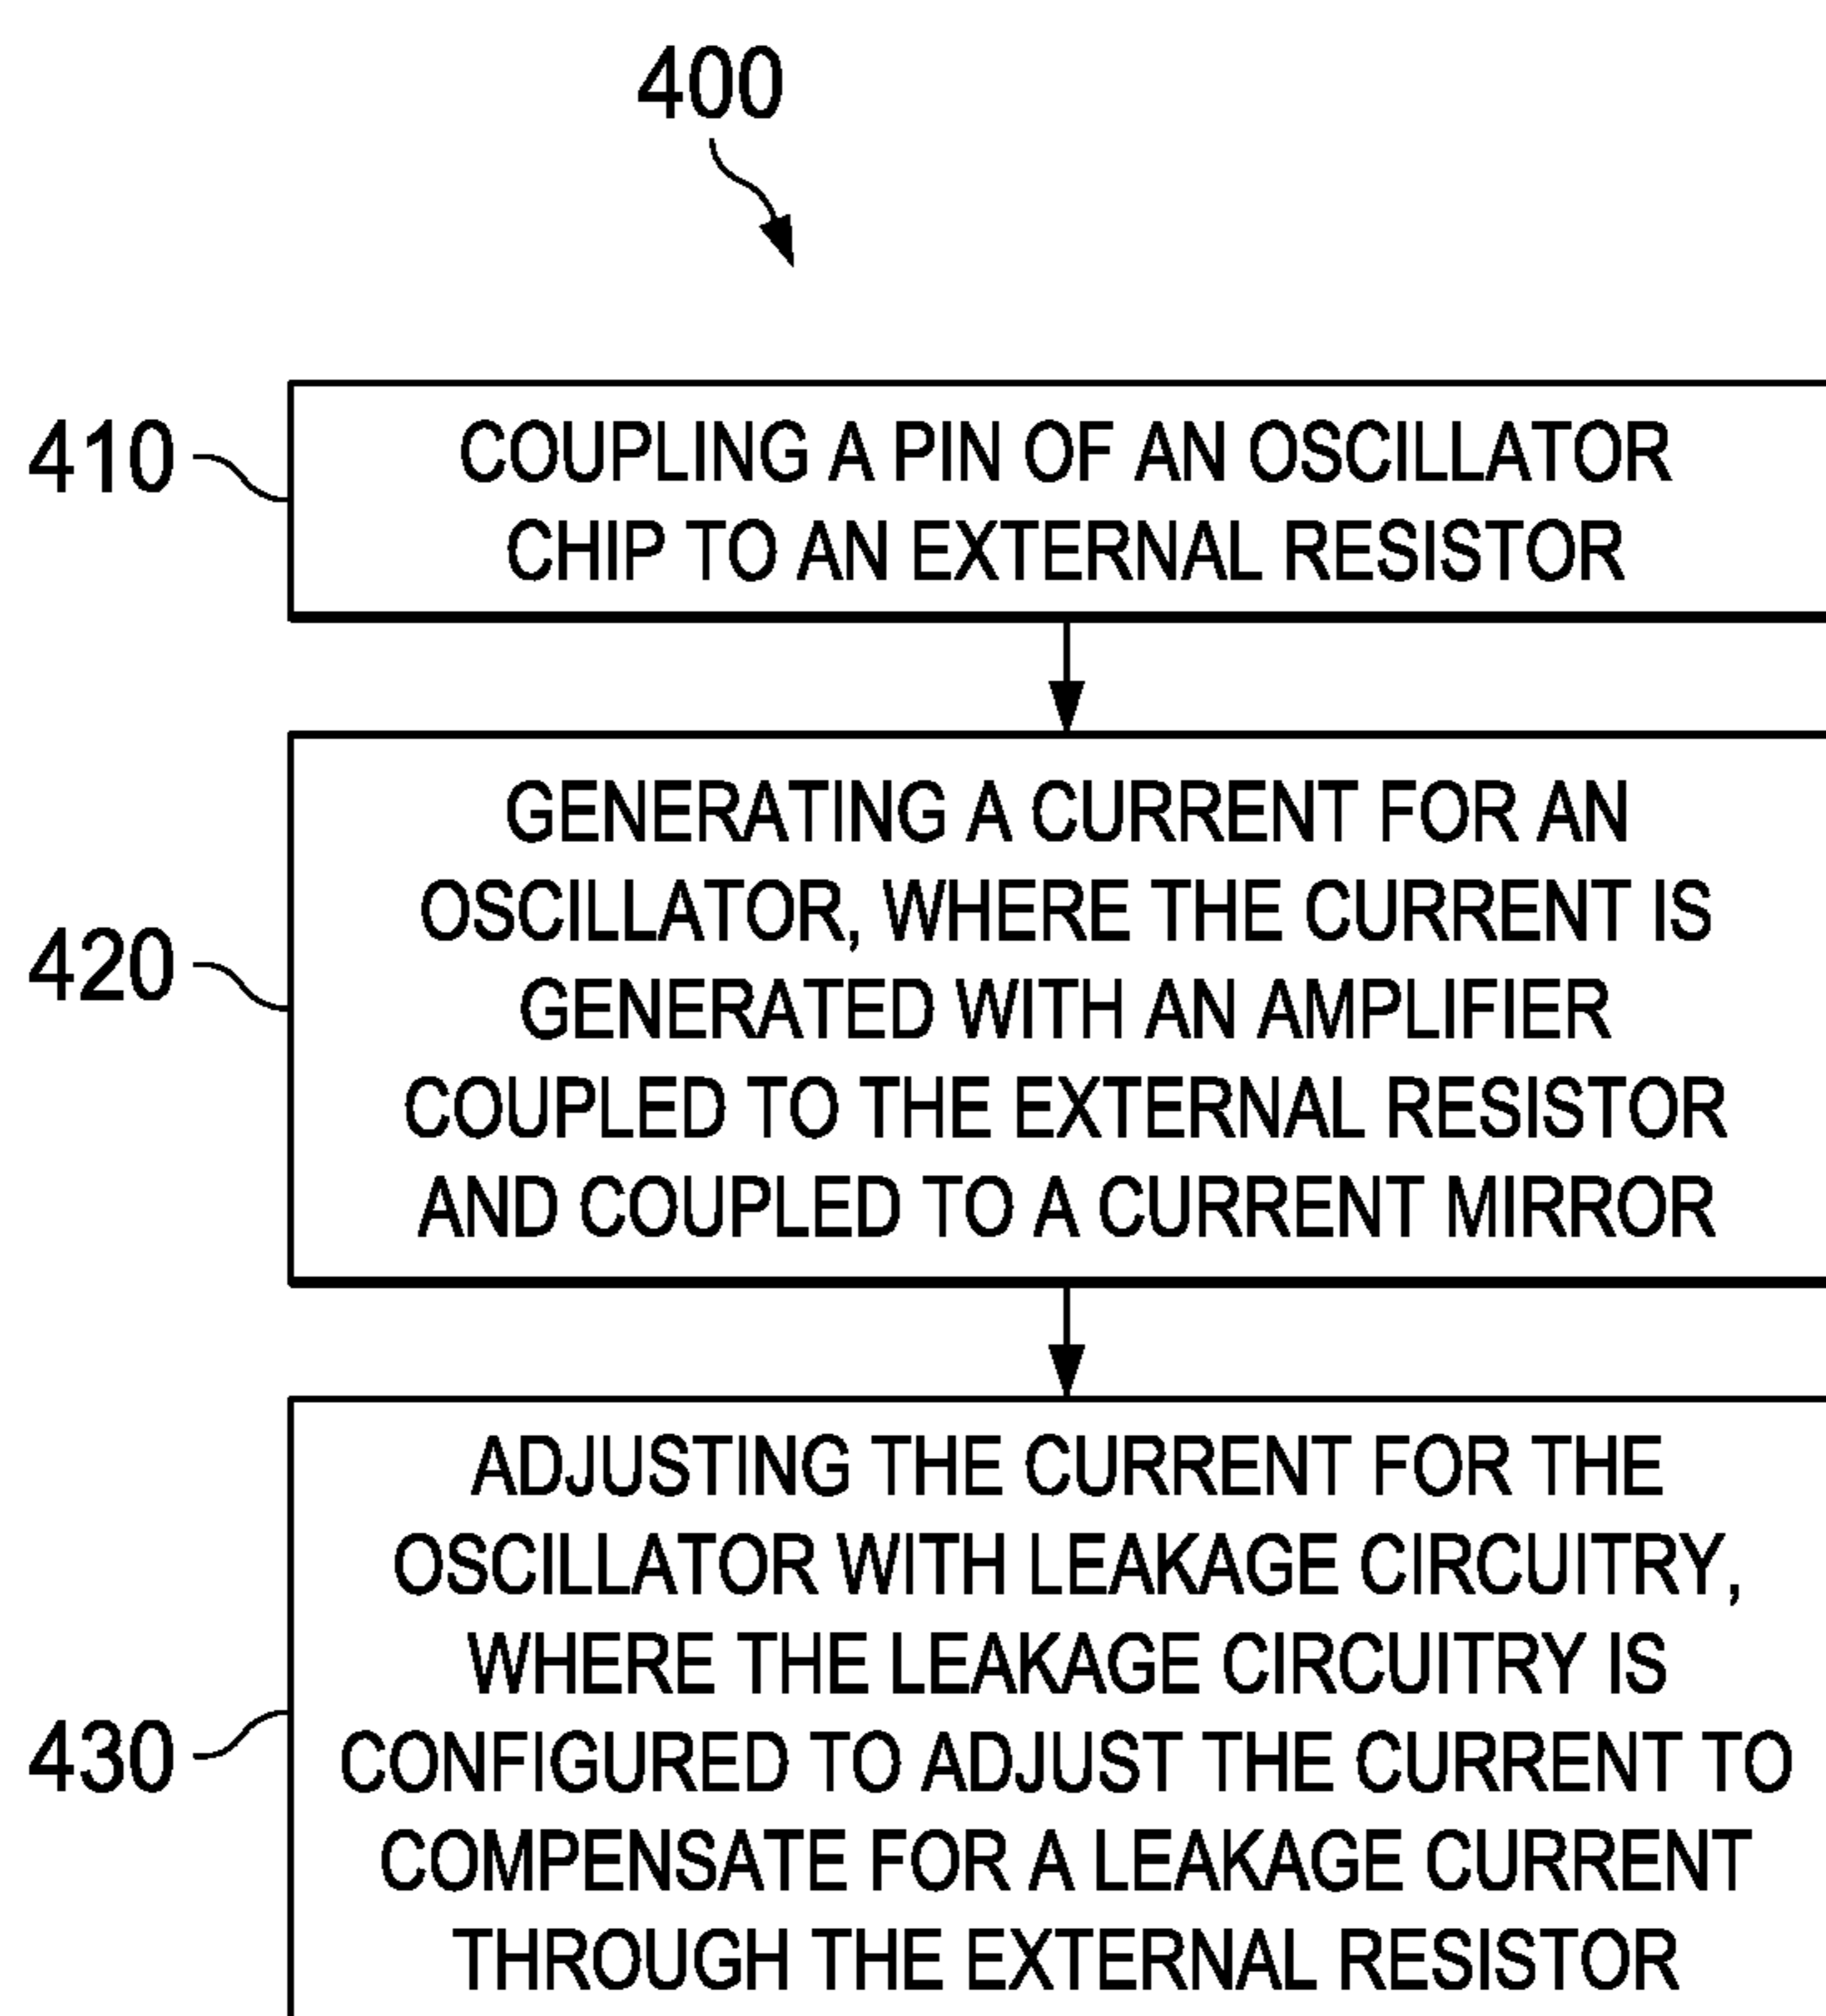 400
410
COUPLING A PIN OF AN OSCILLATOR
CHIP TO AN EXTERNAL RESISTOR
420
GENERATING A CURRENT FOR AN
OSCILLATOR, WHERE THE CURRENT IS
GENERATED WITH AN AMPLIFIER
COUPLED TO THE EXTERNAL RESISTOR
AND COUPLED TO A CURRENT MIRROR
430
ADJUSTING THE CURRENT FOR THE
OSCILLATOR WITH LEAKAGE CIRCUITRY,
WHERE THE LEAKAGE CIRCUITRY IS
CONFIGURED TO ADJUST THE CURRENT TO
COMPENSATE FOR A LEAKAGE CURRENT
THROUGH THE EXTERNAL RESISTOR